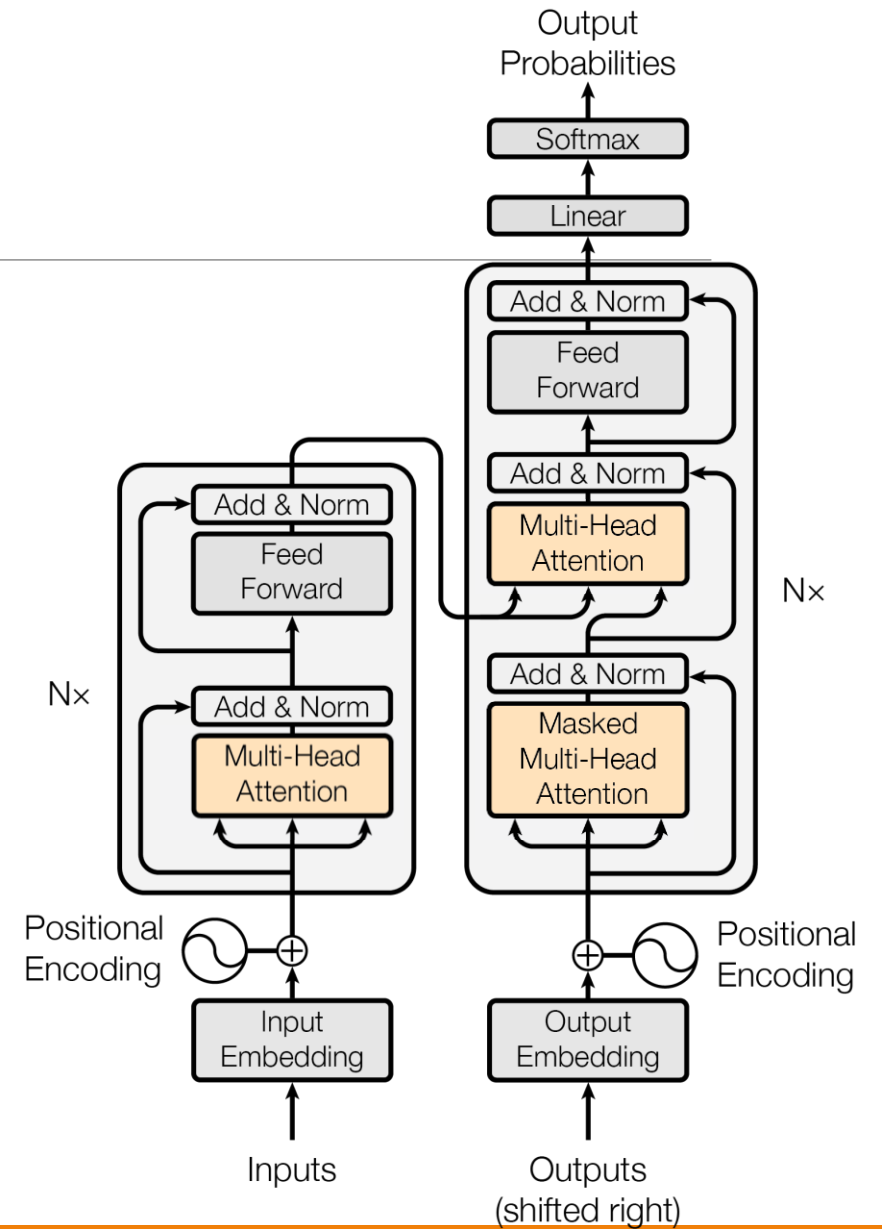 Output
Probabilities
Softmax
Linear
Add & Norm
Feed
Forward
Add & Norm
Multi-Head
Attention
N×
Add & Norm
Masked
Multi-Head
Attention
Add & Norm
Feed
Forward
N×
Add & Norm
Multi-Head
Attention
Positional
Encoding
Positional
Encoding
Input
Embedding
Output
Embedding
Inputs
Outputs
(shifted right)